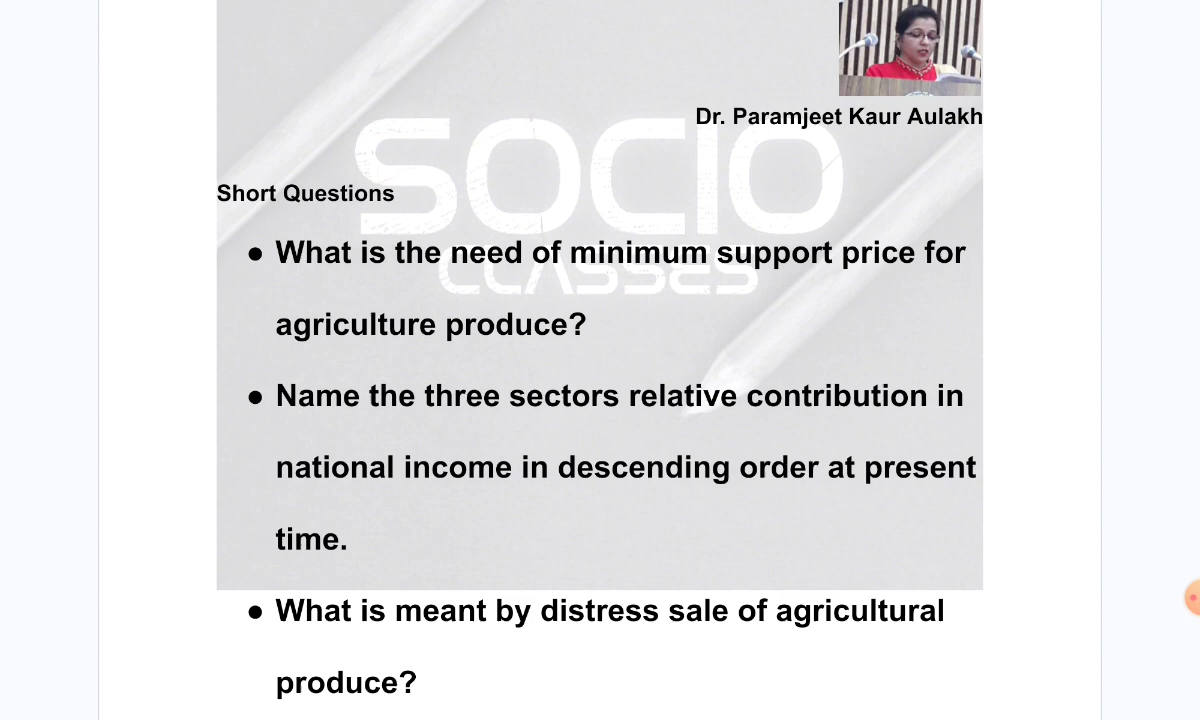 Dr. Paramjeet Kaur Aulakh
SOCIO
CLASSES
Short Questions
● What is the need of minimum support price for
agriculture produce?
● Name the three sectors relative contribution in
national income in descending order at present
time.
● What is meant by distress sale of agricultural
produce?